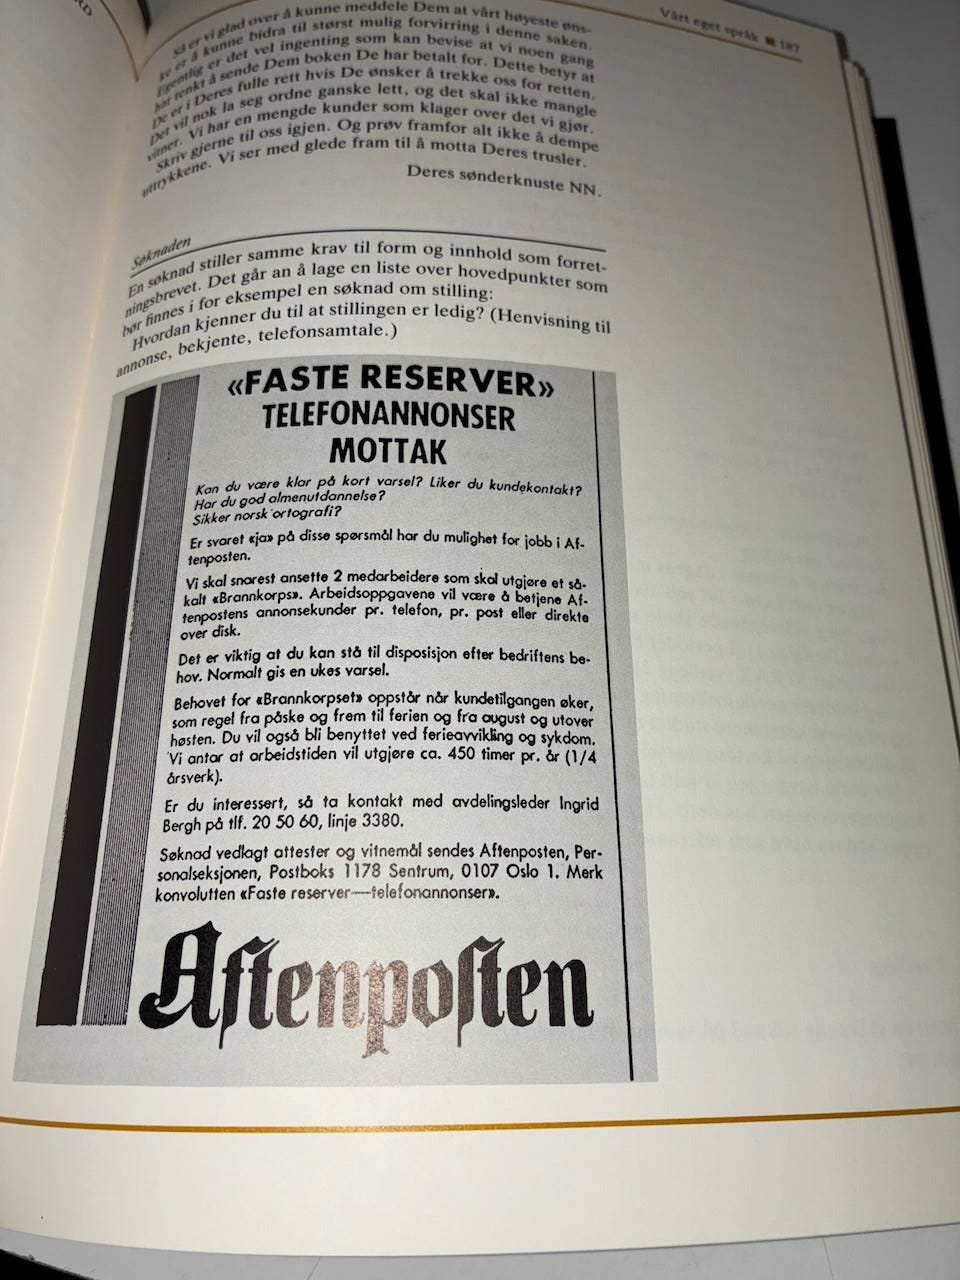 Vårt eget språk ■ 187
Så er vi glad over å kunne meddele Dem at vårt høyeste øns-
ke er å kunne bidra til størst mulig forvirring i denne saken.
Egentlig er det vel ingenting som kan bevise at vi noen gang
har tenkt å sende Dem boken De har betalt for. Dette betyr at
De er i Deres fulle rett hvis De ønsker å trekke oss for retten.
Det vil nok la seg ordne ganske lett, og det skal ikke mangle
vitner. Vi har en mengde kunder som klager over det vi gjør.
Skriv gjerne til oss igjen. Og prøv framfor alt ikke å dempe
uttrykkene. Vi ser med glede fram til å motta Deres trusler.
Deres sønderknuste NN.
Søknaden
En søknad stiller samme krav til form og innhold som forret-
ningsbrevet. Det går an å lage en liste over hovedpunkter som
bør finnes i for eksempel en søknad om stilling:
Hvordan kjenner du til at stillingen er ledig? (Henvisning til
annonse, bekjente, telefonsamtale.)
«FASTE RESERVER»
TELEFONANNONSER
MOTTAK
Kan du være klar på kort varsel? Liker du kundekontakt?
Har du god almenutdannelse?
Sikker norsk ortografi?
Er svaret «ja» på disse spørsmål har du mulighet for jobb i Af-
tenposten.
Vi skal snarest ansette 2 medarbeidere som skal utgjøre et så-
kalt «Brannkorps». Arbeidsoppgavene vil være å betjene Af-
tenpostens annonsekunder pr. telefon, pr. post eller direkte
over disk.
Det er viktig at du kan stå til disposisjon efter bedriftens be-
hov. Normalt gis en ukes varsel.
Behovet for «Brannkorpset» oppstår når kundetilgangen øker,
som regel fra påske og frem til ferien og fra august og utover
høsten. Du vil også bli benyttet ved ferieavvikling og sykdom.
Vi antar at arbeidstiden vil utgjøre ca. 450 timer pr. år (1/4
årsverk).
Er du interessert, så ta kontakt med avdelingsleder Ingrid
Bergh på tlf. 20 50 60, linje 3380.
Søknad vedlagt attester og vitnemål sendes Aftenposten, Per-
sonalseksjonen, Postboks 1178 Sentrum, 0107 Oslo 1. Merk
konvolutten «Faste reserver—telefonannonser».
Aftenposten